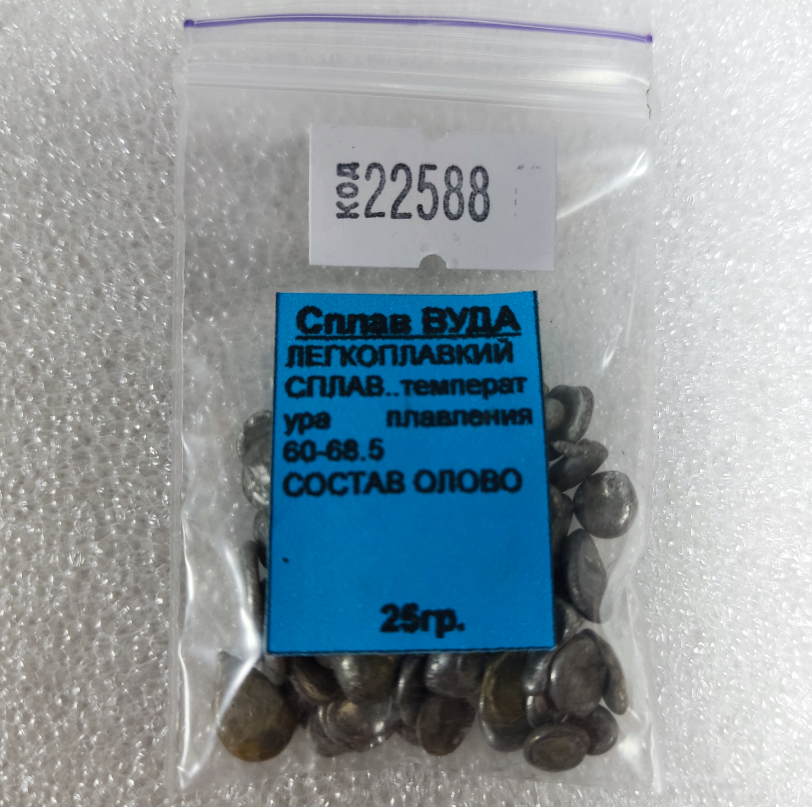 КОД 22588
Сплав ВУДА
ЛЕГКОПЛАВКИЙ
СПЛАВ..температ
ура плавления
60-68.5
СОСТАВ ОЛОВО
25гр.